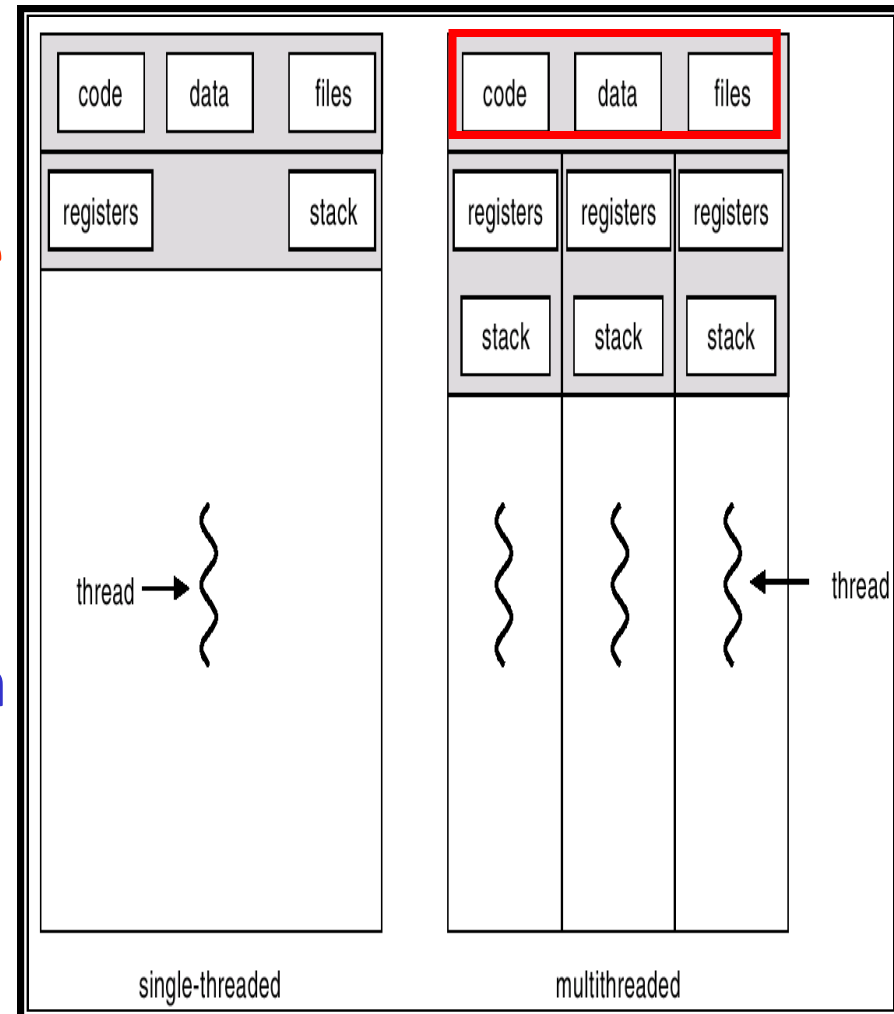 code data files
registers stack
thread
single-threaded
code data files
registers registers registers
stack stack stack
thread
multithreaded